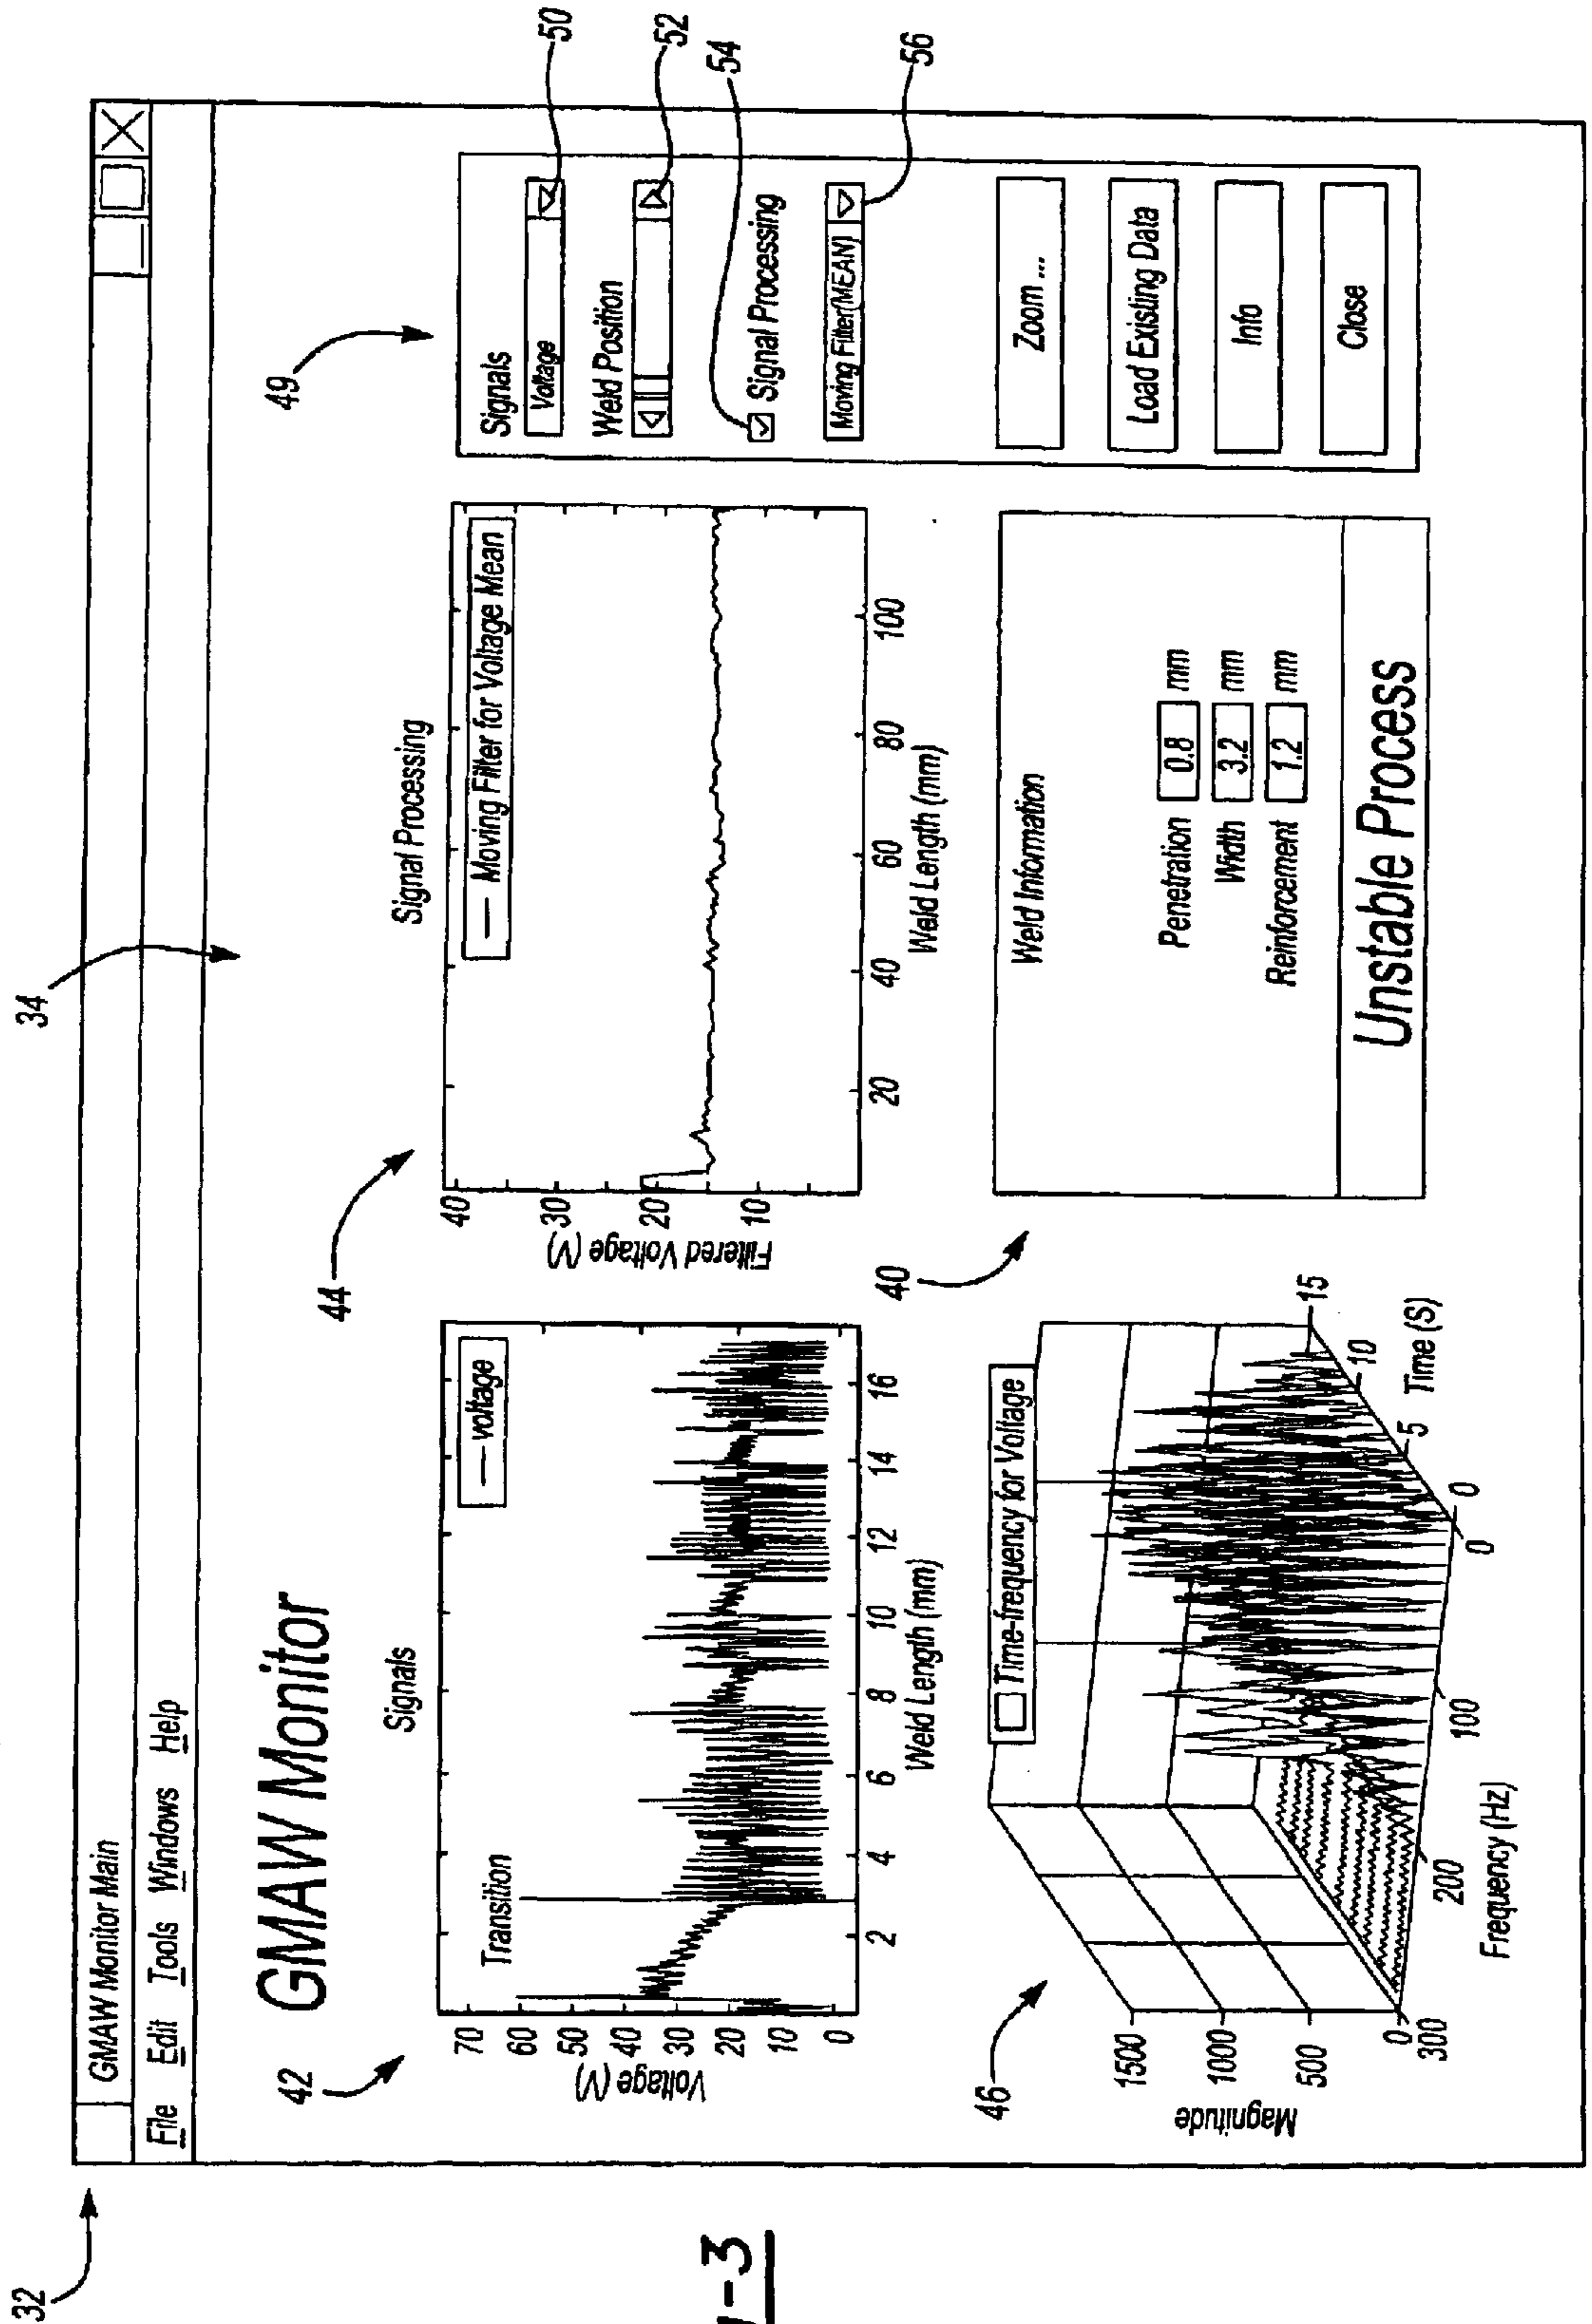 32
34
GMAW Monitor Main
File Edit Tools Windows Help
GMAW Monitor
42
Signals
Transition
voltage
Voltage (V)
70
60
50
40
30
20
10
0
2 4 6 8 10 12 14 16
Weld Length (mm)
44
Signal Processing
Moving Filter for Voltage Mean
Filtered Voltage (V)
40
30
20
10
20 40 60 80 100
Weld Length (mm)
49
Signals
Voltage
50
Weld Position
52
Signal Processing
54
Moving Filter(MEAN)
56
Zoom ...
Load Existing Data
Info
Close
46
Time-frequency for Voltage
Magnitude
1500
1000
500
0
300
200
100
0
Frequency (Hz)
0
5
10
15
Time (S)
40
Weld Information
Penetration 0.8 mm
Width 3.2 mm
Reinforcement 1.2 mm
Unstable Process
-3